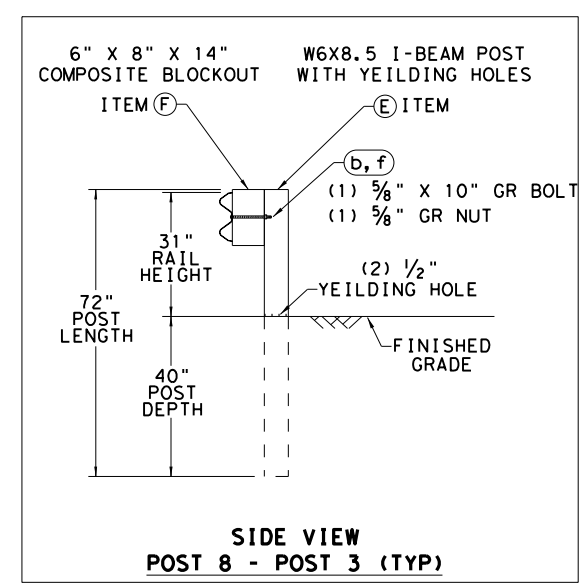 6" X 8" X 14"
COMPOSITE BLOCKOUT
ITEM F
W6X8.5 I-BEAM POST
WITH YEILDING HOLES
E ITEM
b, f
(1) ⅝" X 10" GR BOLT
(1) ⅝" GR NUT
31"
RAIL
HEIGHT
(2) ½"
YEILDING HOLE
72"
POST
LENGTH
FINISHED
GRADE
40"
POST
DEPTH
SIDE VIEW
POST 8 - POST 3 (TYP)